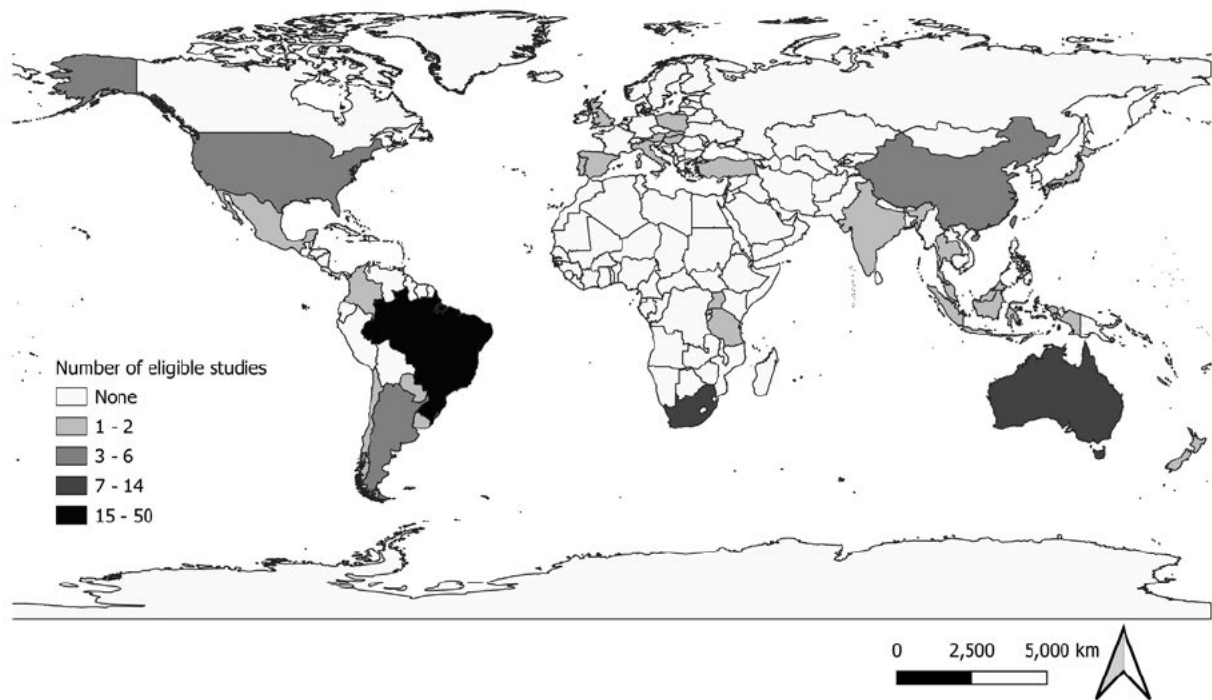 Number of eligible studies
None
1 - 2
3 - 6
7 - 14
15 - 50
0 2,500 5,000 km